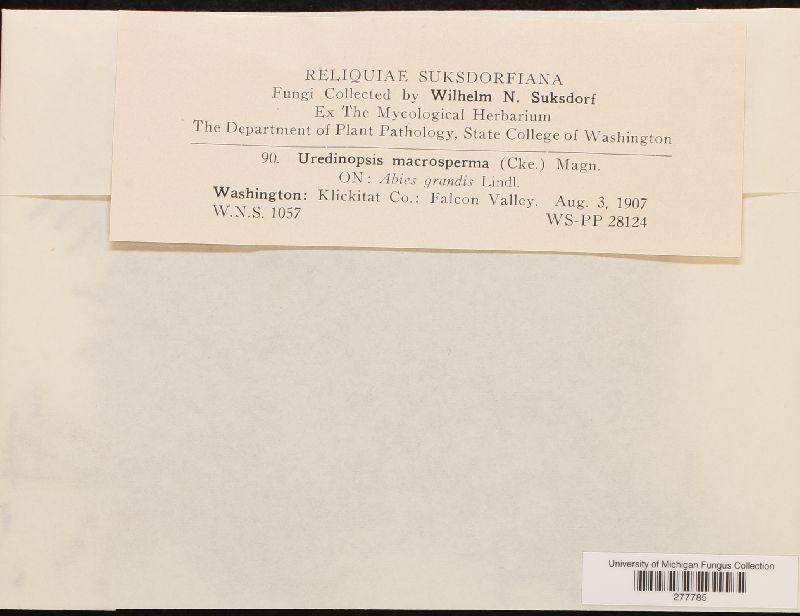 RELIQUIAE SUKSDORFIANA
Fungi Collected by Wilhelm N. Suksdorf
Ex The Mycological Herbarium
The Department of Plant Pathology, State College of Washington
90. Uredinopsis macrosperma (Cke.) Magn.
ON: Abies grandis Lindl.
Washington: Klickitat Co.: Falcon Valley. Aug. 3, 1907
W.N.S. 1057 WS-PP 28124
University of Michigan Fungus Collection
277785